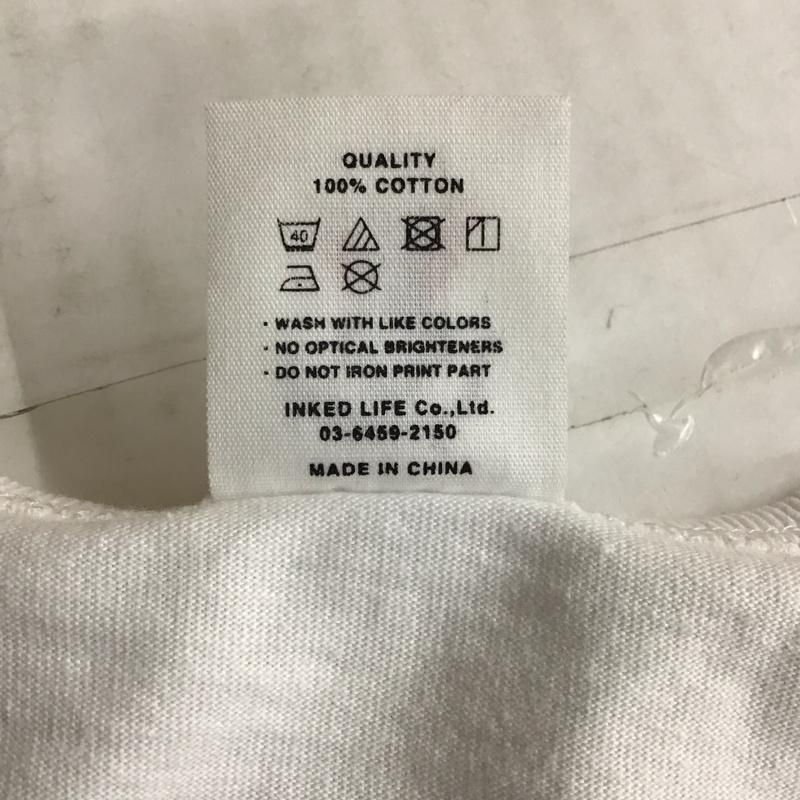 QUALITY
100% COTTON
40
· WASH WITH LIKE COLORS
· NO OPTICAL BRIGHTENERS
· DO NOT IRON PRINT PART
INKED LIFE Co.,Ltd.
03-6459-2150
MADE IN CHINA